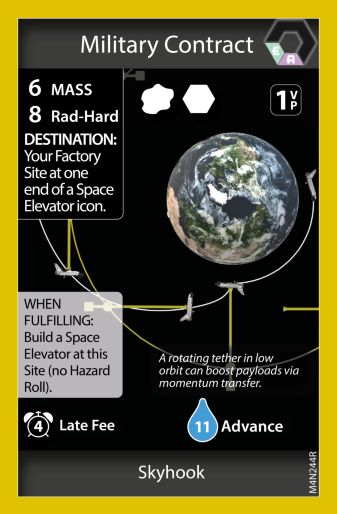 Military Contract
E A
6 MASS
8 Rad-Hard
DESTINATION:
Your Factory
Site at one
end of a Space
Elevator icon.
1 VP
WHEN
FULFILLING:
Build a Space
Elevator at this
Site (no Hazard
Roll).
A rotating tether in low
orbit can boost payloads via
momentum transfer.
4 Late Fee
11 Advance
Skyhook
M4N244R